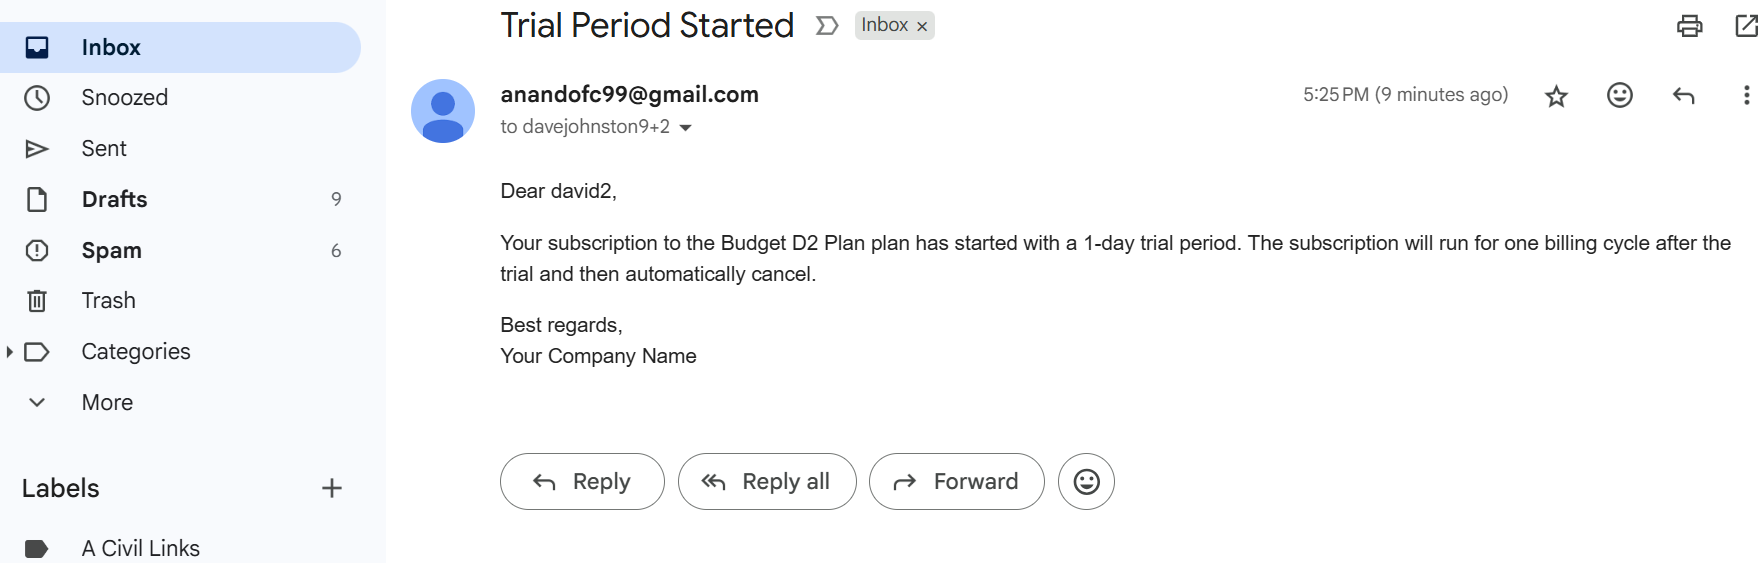 Trial Period Started
Inbox ×
Inbox
Snoozed
Sent
Drafts 9
Spam 6
Trash
Categories
More
Labels +
A Civil Links
anandofc99@gmail.com
5:25 PM (9 minutes ago)
to davejohnston9+2
Dear david2,
Your subscription to the Budget D2 Plan plan has started with a 1-day trial period. The subscription will run for one billing cycle after the
trial and then automatically cancel.
Best regards,
Your Company Name
Reply
Reply all
Forward